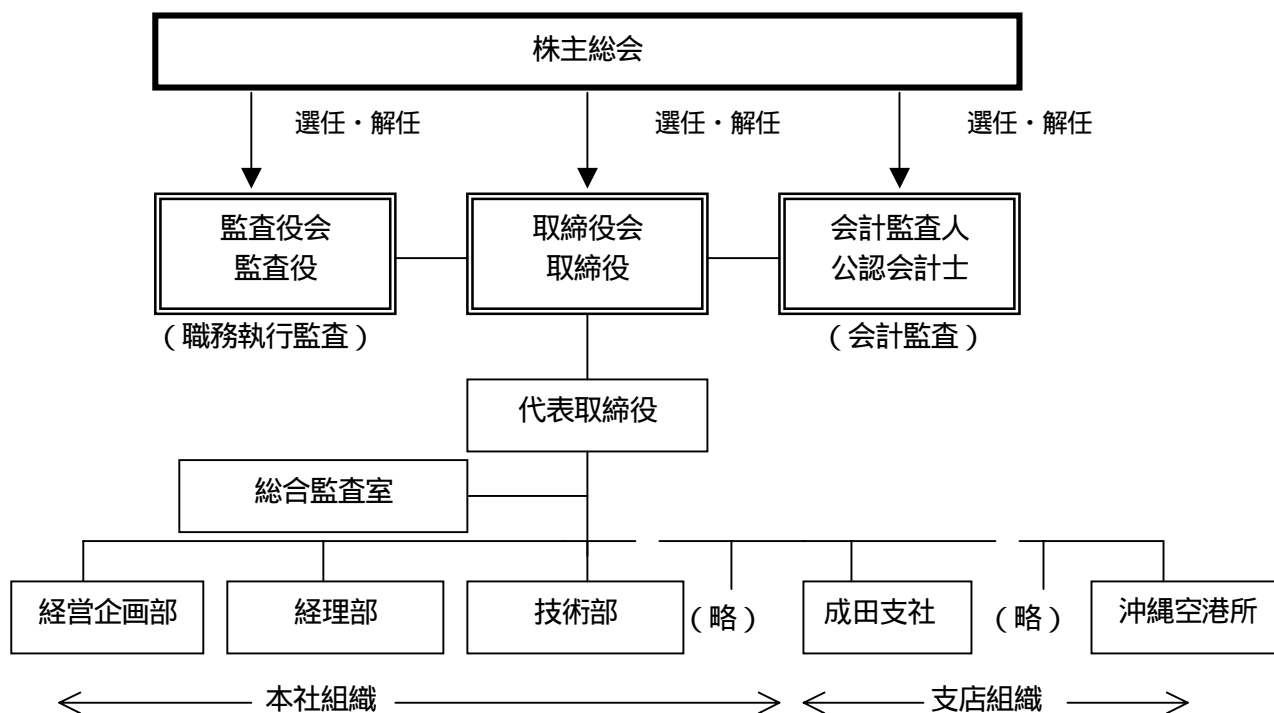 株主総会
選任・解任
選任・解任
選任・解任
監査役会
監査役
取締役会
取締役
会計監査人
公認会計士
(職務執行監査)
(会計監査)
代表取締役
総合監査室
経営企画部
経理部
技術部
(略)
成田支社
(略)
沖縄空港所
本社組織
支店組織